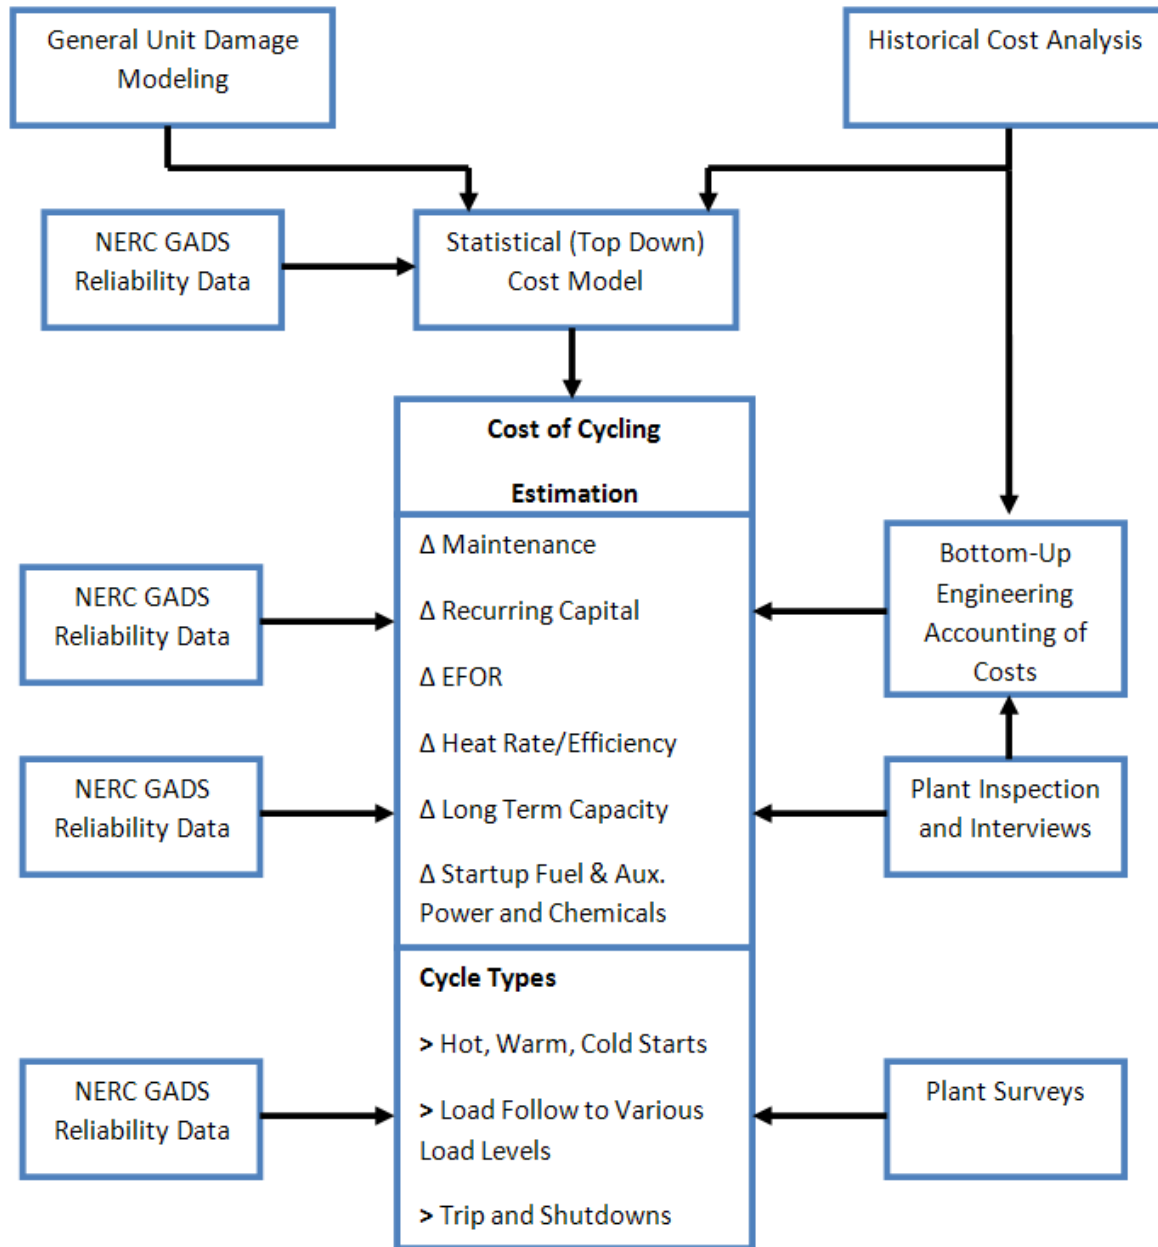 General Unit Damage
Modeling
Historical Cost Analysis
NERC GADS
Reliability Data
Statistical (Top Down)
Cost Model
Cost of Cycling
Estimation
Δ Maintenance
Δ Recurring Capital
Δ EFOR
Δ Heat Rate/Efficiency
Δ Long Term Capacity
Δ Startup Fuel & Aux.
Power and Chemicals
NERC GADS
Reliability Data
Bottom-Up
Engineering
Accounting of
Costs
NERC GADS
Reliability Data
Plant Inspection
and Interviews
Cycle Types
> Hot, Warm, Cold Starts
> Load Follow to Various
Load Levels
> Trip and Shutdowns
NERC GADS
Reliability Data
Plant Surveys